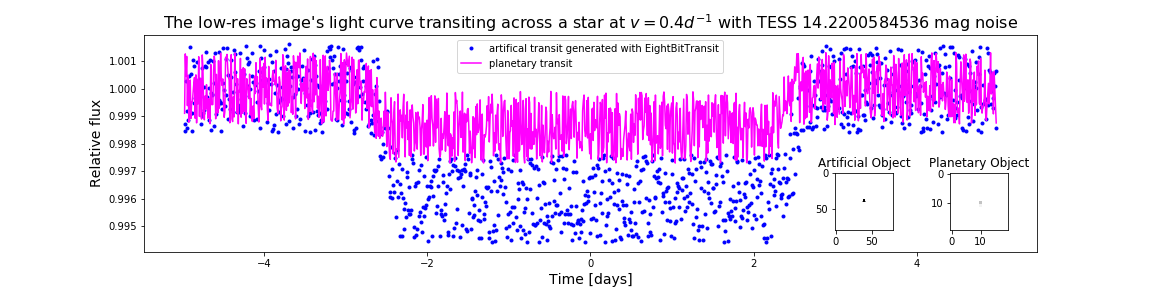 The low-res image's light curve transiting across a star at v = 0.4d⁻¹ with TESS 14.2200584536 mag noise
artifical transit generated with EightBitTransit
planetary transit
Relative flux
1.001
1.000
0.999
0.998
0.997
0.996
0.995
Artificial Object
0
50
0
50
Planetary Object
0
10
0
10
−4
−2
0
2
4
Time [days]